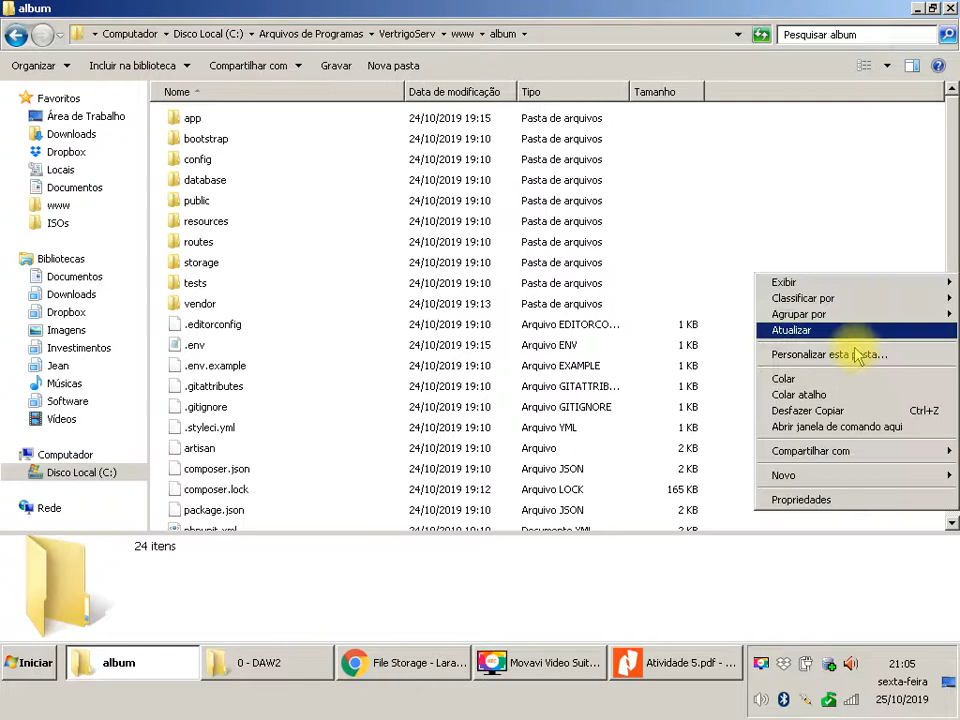 album
Computador Disco Local (C:) Arquivos de Programas VertrigoServ www album
Pesquisar album
Organizar Incluir na biblioteca Compartilhar com Gravar Nova pasta
Nome Data de modificação Tipo Tamanho
Favoritos
Área de Trabalho
Downloads
Dropbox
Locais
Documentos
www
ISOs
Bibliotecas
Documentos
Downloads
Dropbox
Imagens
Investimentos
Jean
Músicas
Software
Vídeos
Computador
Disco Local (C:)
Rede
app 24/10/2019 19:15 Pasta de arquivos
bootstrap 24/10/2019 19:10 Pasta de arquivos
config 24/10/2019 19:10 Pasta de arquivos
database 24/10/2019 19:10 Pasta de arquivos
public 24/10/2019 19:10 Pasta de arquivos
resources 24/10/2019 19:10 Pasta de arquivos
routes 24/10/2019 19:10 Pasta de arquivos
storage 24/10/2019 19:10 Pasta de arquivos
tests 24/10/2019 19:10 Pasta de arquivos
vendor 24/10/2019 19:13 Pasta de arquivos
.editorconfig 24/10/2019 19:10 Arquivo EDITORCO... 1 KB
.env 24/10/2019 19:15 Arquivo ENV 1 KB
.env.example 24/10/2019 19:10 Arquivo EXAMPLE 1 KB
.gitattributes 24/10/2019 19:10 Arquivo GITATTRIB... 1 KB
.gitignore 24/10/2019 19:10 Arquivo GITIGNORE 1 KB
.styleci.yml 24/10/2019 19:10 Arquivo YML 1 KB
artisan 24/10/2019 19:10 Arquivo 2 KB
composer.json 24/10/2019 19:10 Arquivo JSON 2 KB
composer.lock 24/10/2019 19:12 Arquivo LOCK 165 KB
package.json 24/10/2019 19:10 Arquivo JSON 2 KB
phpunit.xml 24/10/2019 19:10 Documento XML 2 KB
Exibir
Classificar por
Agrupar por
Atualizar
Personalizar esta pasta...
Colar
Colar atalho
Desfazer Copiar Ctrl+Z
Abrir janela de comando aqui
Compartilhar com
Novo
Propriedades
24 itens
Iniciar album 0 - DAW2 File Storage - Lara... Movavi Video Suit... Atividade 5.pdf - ...
21:05
sexta-feira
25/10/2019